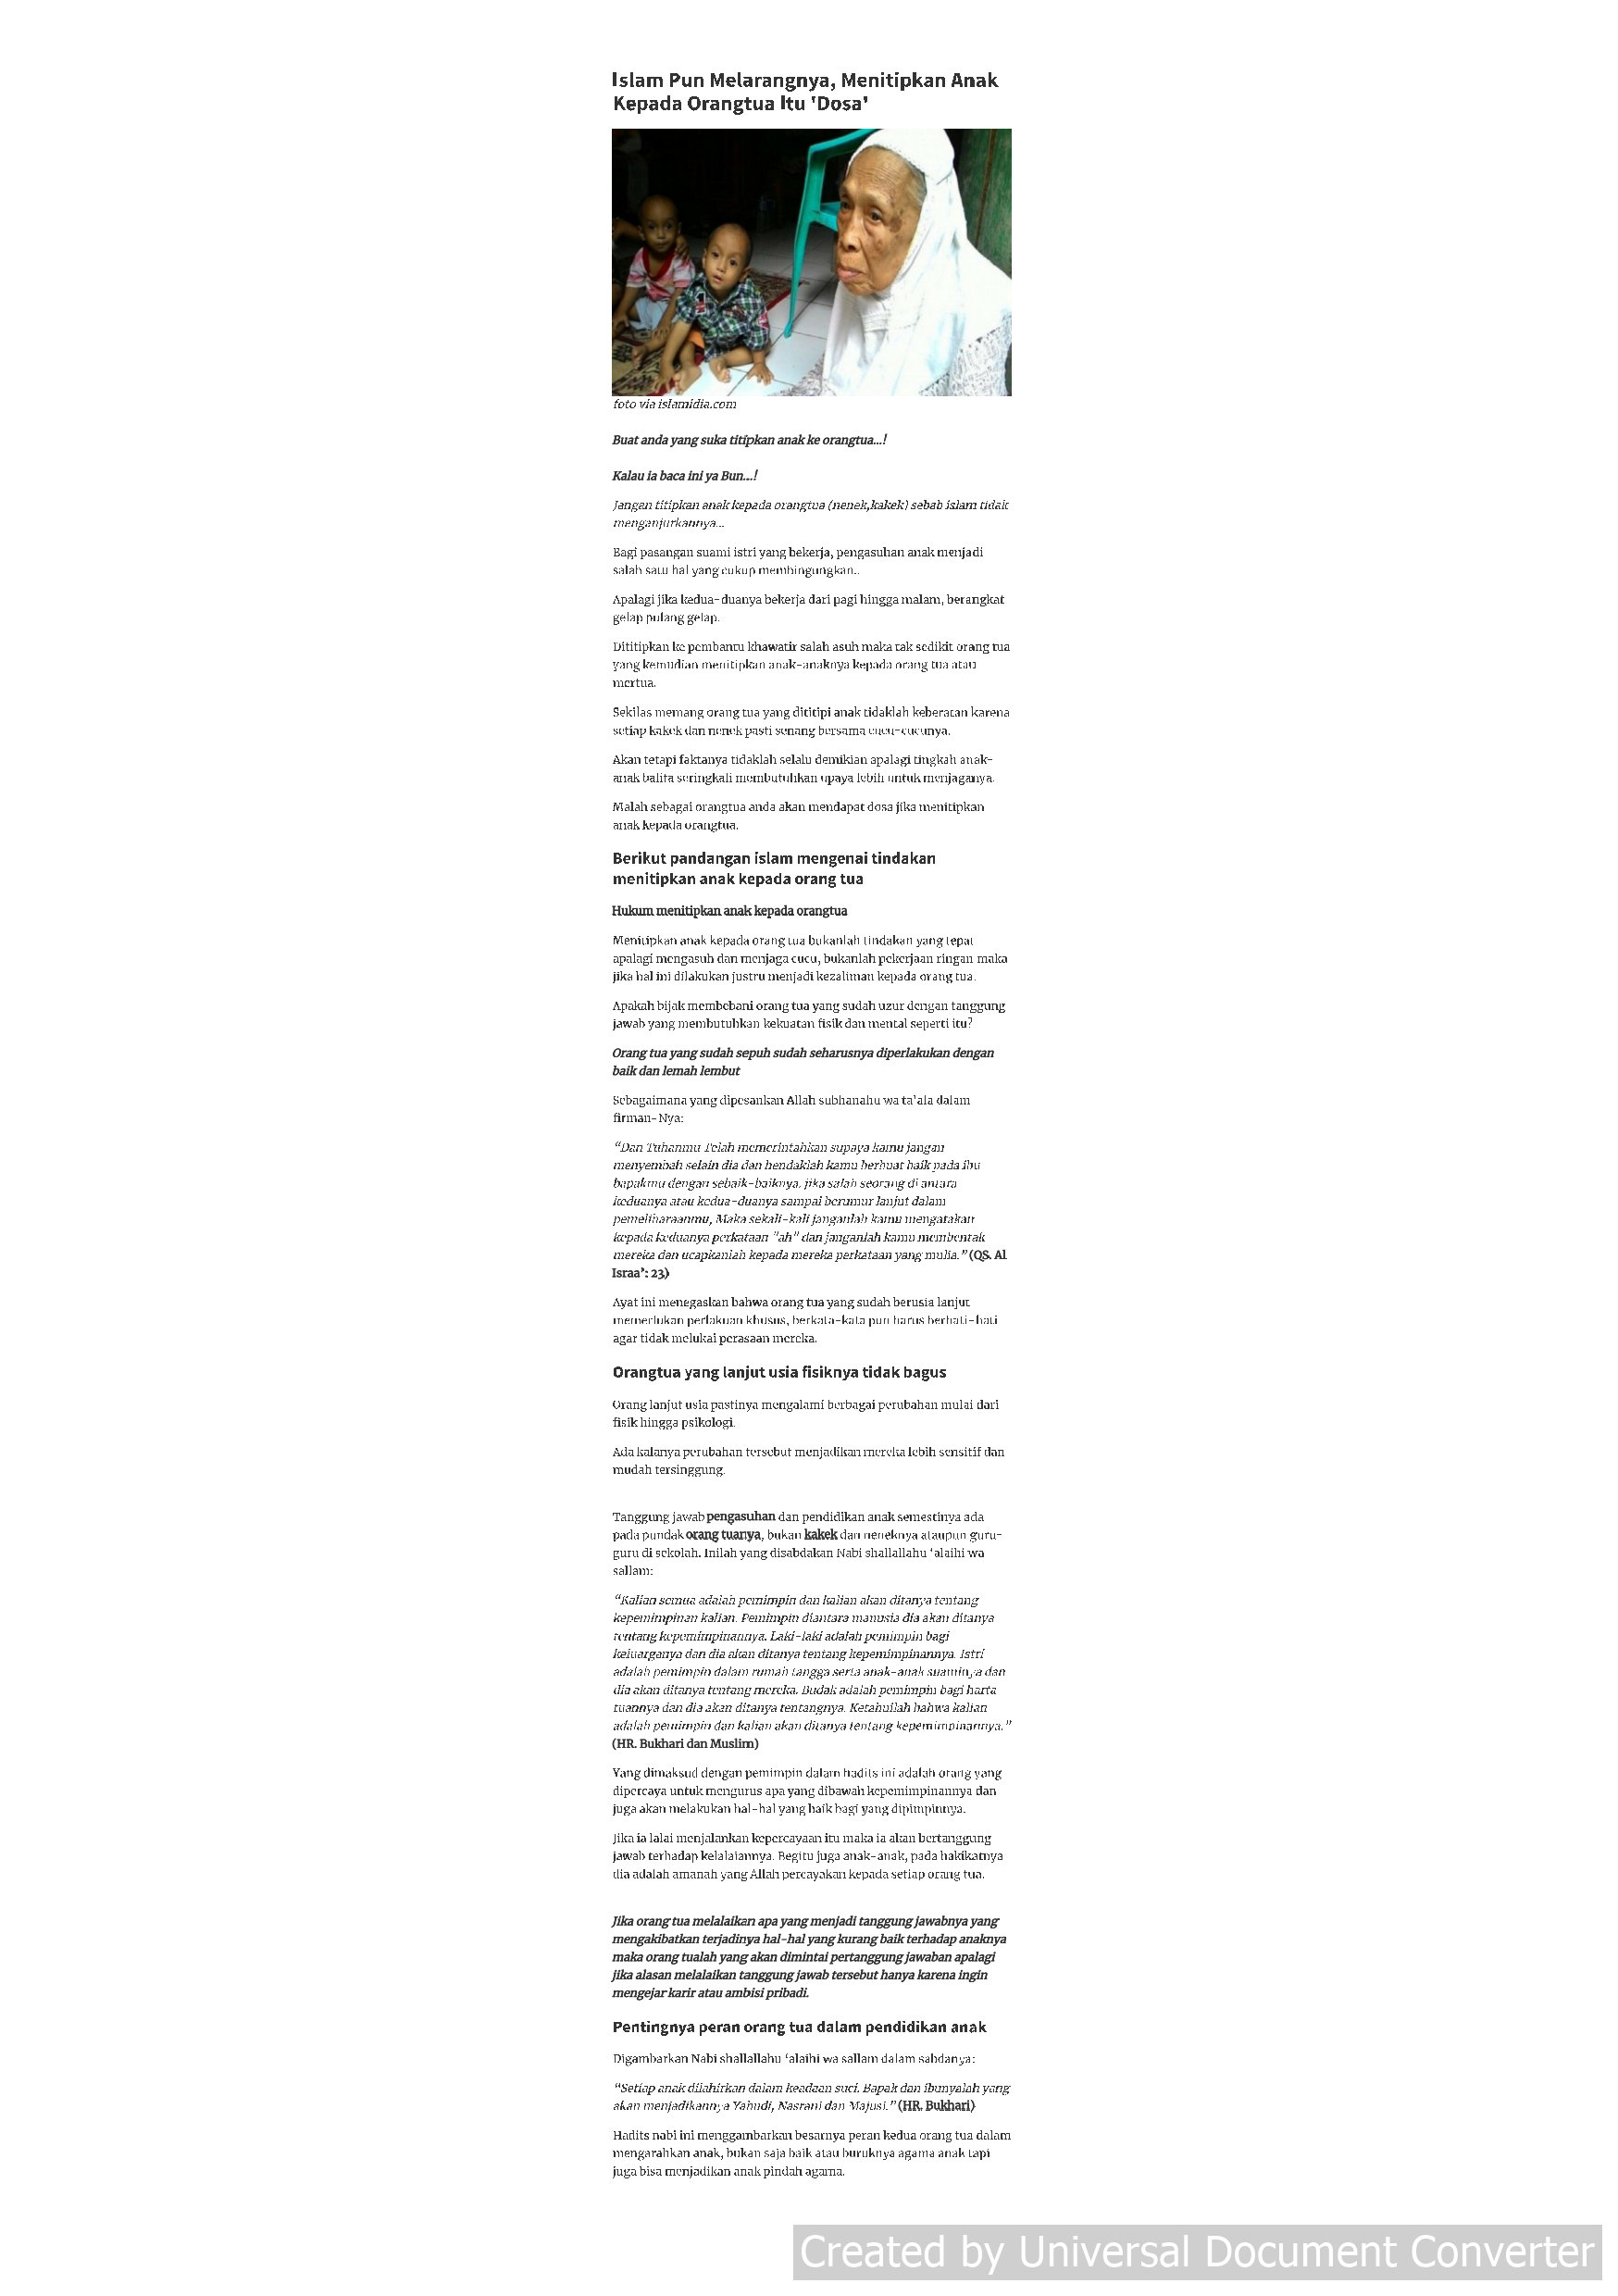 Islam Pun Melarangnya, Menitipkan Anak
Kepada Orangtua Itu 'Dosa'
foto via islamidia.com
Buat anda yang suka titipkan anak ke orangtua...!
Kalau ia baca ini ya Bun...!
Jangan titipkan anak kepada orangtua (nenek,kakek) sebab islam tidak
menganjurkannya...
Bagi pasangan suami istri yang bekerja, pengasuhan anak menjadi
salah satu hal yang cukup membingungkan..
Apalagi jika kedua-duanya bekerja dari pagi hingga malam, berangkat
gelap pulang gelap.
Dititipkan ke pembantu khawatir salah asuh maka tak sedikit orang tua
yang kemudian menitipkan anak-anaknya kepada orang tua atau
mertua.
Sekilas memang orang tua yang dititipi anak tidaklah keberatan karena
setiap kakek dan nenek pasti senang bersama cucu-cucunya.
Akan tetapi faktanya tidaklah selalu demikian apalagi tingkah anak-
anak balita seringkali membutuhkan upaya lebih untuk menjaganya.
Malah sebagai orangtua anda akan mendapat dosa jika menitipkan
anak kepada orangtua.
Berikut pandangan islam mengenai tindakan
menitipkan anak kepada orang tua
Hukum menitipkan anak kepada orangtua
Menitipkan anak kepada orang tua bukanlah tindakan yang tepat
apalagi mengasuh dan menjaga cucu, bukanlah pekerjaan ringan maka
jika hal ini dilakukan justru menjadi kezaliman kepada orang tua.
Apakah bijak membebani orang tua yang sudah uzur dengan tanggung
jawab yang membutuhkan kekuatan fisik dan mental seperti itu?
Orang tua yang sudah sepuh sudah seharusnya diperlakukan dengan
baik dan lemah lembut
Sebagaimana yang dipesankan Allah subhanahu wa ta'ala dalam
firman-Nya:
“Dan Tuhanmu Telah memerintahkan supaya kamu jangan
menyembah selain dia dan hendaklah kamu berbuat baik pada ibu
bapakmu dengan sebaik-baiknya. jika salah seorang di antara
keduanya atau kedua-duanya sampai berumur lanjut dalam
pemeliharaanmu, Maka sekali-kali janganlah kamu mengatakan
kepada keduanya perkataan "ah" dan janganlah kamu membentak
mereka dan ucapkanlah kepada mereka perkataan yang mulia.” (QS. Al
Israa’: 23)
Ayat ini menegaskan bahwa orang tua yang sudah berusia lanjut
memerlukan perlakuan khusus, berkata-kata pun harus berhati-hati
agar tidak melukai perasaan mereka.
Orangtua yang lanjut usia fisiknya tidak bagus
Orang lanjut usia pastinya mengalami berbagai perubahan mulai dari
fisik hingga psikologi.
Ada kalanya perubahan tersebut menjadikan mereka lebih sensitif dan
mudah tersinggung.
Tanggung jawab pengasuhan dan pendidikan anak semestinya ada
pada pundak orang tuanya, bukan kakek dan neneknya ataupun guru-
guru di sekolah. Inilah yang disabdakan Nabi shallallahu ‘alaihi wa
sallam:
“Kalian semua adalah pemimpin dan kalian akan ditanya tentang
kepemimpinan kalian. Pemimpin diantara manusia dia akan ditanya
tentang kepemimpinannya. Laki-laki adalah pemimpin bagi
keluarganya dan dia akan ditanya tentang kepemimpinannya. Istri
adalah pemimpin dalam rumah tangga serta anak-anak suaminya dan
dia akan ditanya tentang mereka. Budak adalah pemimpin bagi harta
tuannya dan dia akan ditanya tentangnya. Ketahuilah bahwa kalian
adalah pemimpin dan kalian akan ditanya tentang kepemimpinannya.”
(HR. Bukhari dan Muslim)
Yang dimaksud dengan pemimpin dalam hadits ini adalah orang yang
dipercaya untuk mengurus apa yang dibawah kepemimpinannya dan
juga akan melakukan hal-hal yang baik bagi yang dipimpinnya.
Jika ia lalai menjalankan kepercayaan itu maka ia akan bertanggung
jawab terhadap kelalaiannya. Begitu juga anak-anak, pada hakikatnya
dia adalah amanah yang Allah percayakan kepada setiap orang tua.
Jika orang tua melalaikan apa yang menjadi tanggung jawabnya yang
mengakibatkan terjadinya hal-hal yang kurang baik terhadap anaknya
maka orang tualah yang akan dimintai pertanggung jawaban apalagi
jika alasan melalaikan tanggung jawab tersebut hanya karena ingin
mengejar karir atau ambisi pribadi.
Pentingnya peran orang tua dalam pendidikan anak
Digambarkan Nabi shallallahu ‘alaihi wa sallam dalam sabdanya:
“Setiap anak dilahirkan dalam keadaan suci. Bapak dan ibunyalah yang
akan menjadikannya Yahudi, Nasrani dan Majusi.” (HR. Bukhari)
Hadits nabi ini menggambarkan besarnya peran kedua orang tua dalam
mengarahkan anak, bukan saja baik atau buruknya agama anak tapi
juga bisa menjadikan anak pindah agama.
Created by Universal Document Converter